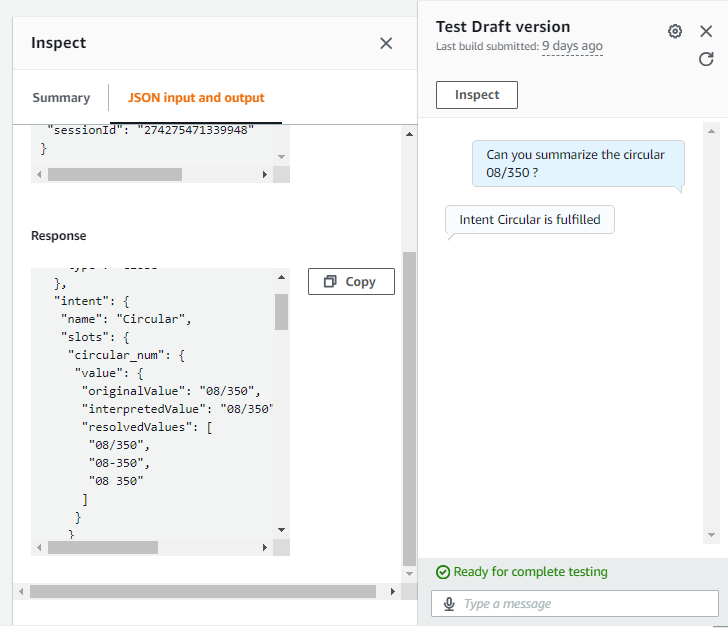 Inspect
Summary
JSON input and output
"sessionId": "274275471339948"
}
Response
},
"intent": {
"name": "Circular",
"slots": {
"circular_num": {
"value": {
"originalValue": "08/350",
"interpretedValue": "08/350"
"resolvedValues": [
"08/350",
"08-350",
"08 350"
]
}
}
Copy
Test Draft version
Last build submitted: 9 days ago
Inspect
Can you summarize the circular
08/350 ?
Intent Circular is fulfilled
Ready for complete testing
Type a message